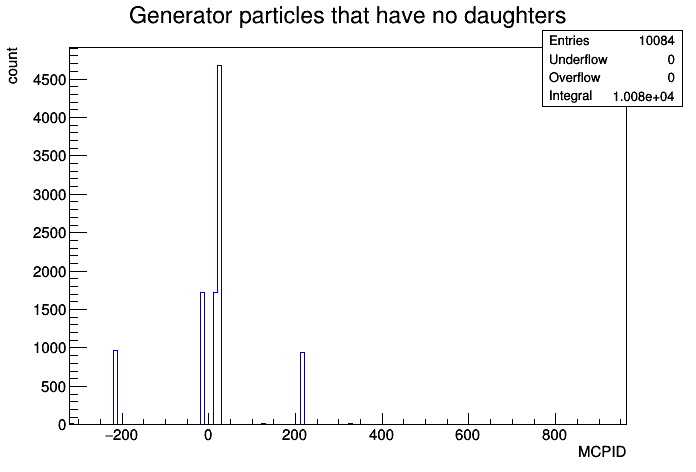 Generator particles that have no daughters
count
Entries 10084
Underflow 0
Overflow 0
Integral 1.008e+04
4500
4000
3500
3000
2500
2000
1500
1000
500
0
−200 0 200 400 600 800
MCPID